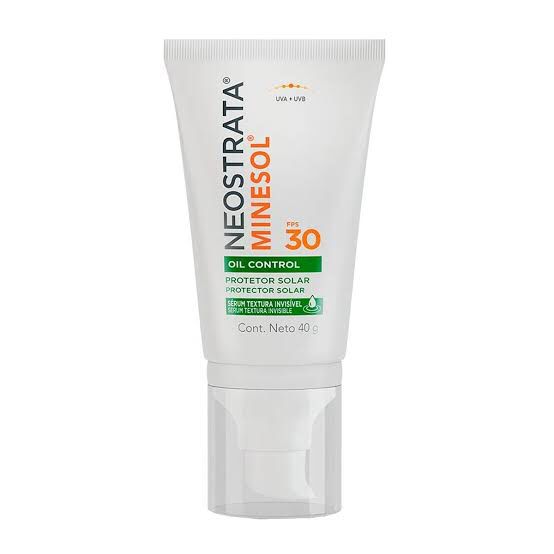 UVA + UVB
NEOSTRATA®
MINESOL®
FPS
30
OIL CONTROL
PROTETOR SOLAR
PROTECTOR SOLAR
SÉRUM TEXTURA INVISÍVEL
SERUM TEXTURA INVISIBLE
Cont. Neto 40 g